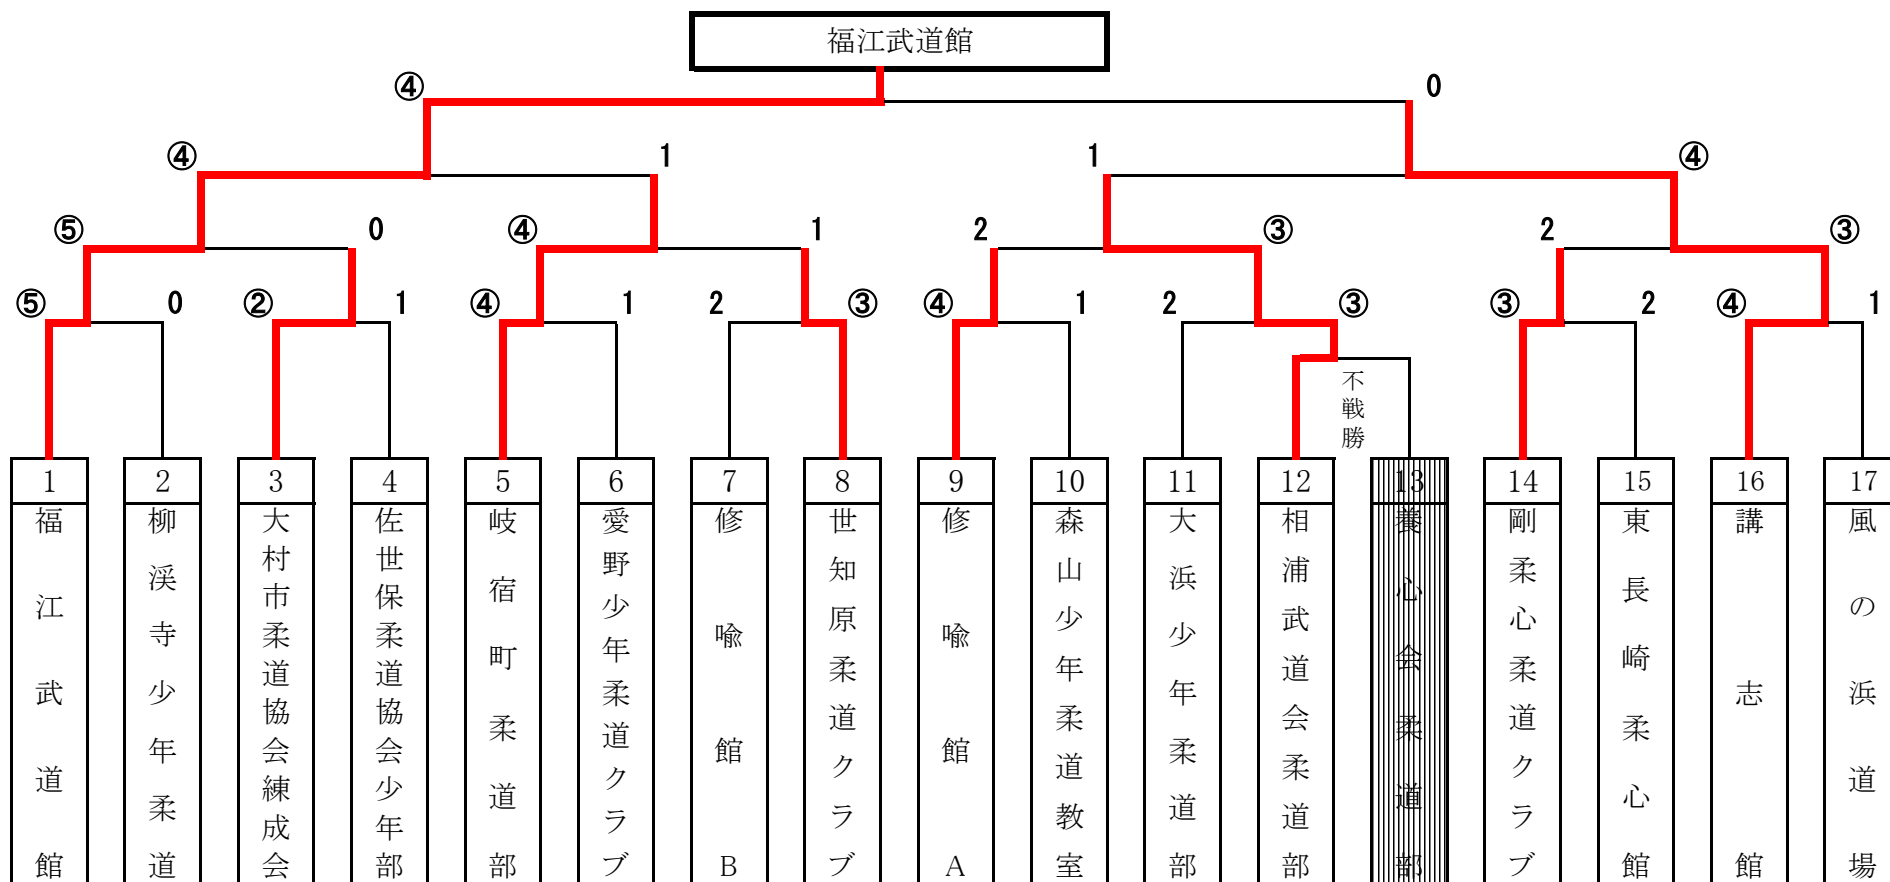 福江武道館
④ 0
④ 1 1 ④
⑤ 0 ④ 1 2 ③ 2 ③
⑤ 0 ② 1 ④ 1 2 ③ ④ 1 2 ③ ③ 2 ④ 1
不戦勝
1 2 3 4 5 6 7 8 9 10 11 12 13 14 15 16 17
福江武道館
柳渓寺少年柔道
大村市柔道協会練成会
佐世保柔道協会少年部
岐宿町柔道部
愛野少年柔道クラブ
修喩館B
世知原柔道クラブ
修喩館A
森山少年柔道教室
大浜少年柔道部
相浦武道会柔道部
養心会柔道部
剛柔心柔道クラブ
東長崎柔心館
講志館
風の浜道場